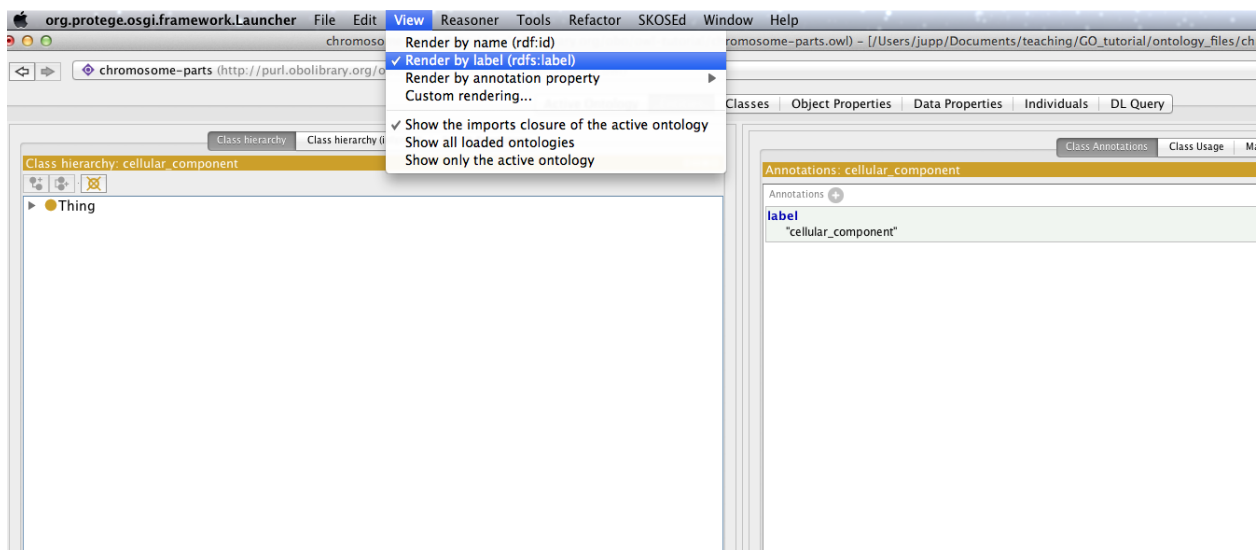 org.protege.osgi.framework.Launcher File Edit View Reasoner Tools Refactor SKOSEd Window Help
chromoso
romosome-parts.owl) – [/Users/jupp/Documents/teaching/GO_tutorial/ontology_files/ch
chromosome-parts (http://purl.obolibrary.org/o
Render by name (rdf:id)
✓ Render by label (rdfs:label)
Render by annotation property ▶
Custom rendering...
✓ Show the imports closure of the active ontology
Show all loaded ontologies
Show only the active ontology
Classes Object Properties Data Properties Individuals DL Query
Class hierarchy Class hierarchy (i
Class hierarchy: cellular_component
Thing
Class Annotations Class Usage Ma
Annotations: cellular_component
Annotations
label
"cellular_component"